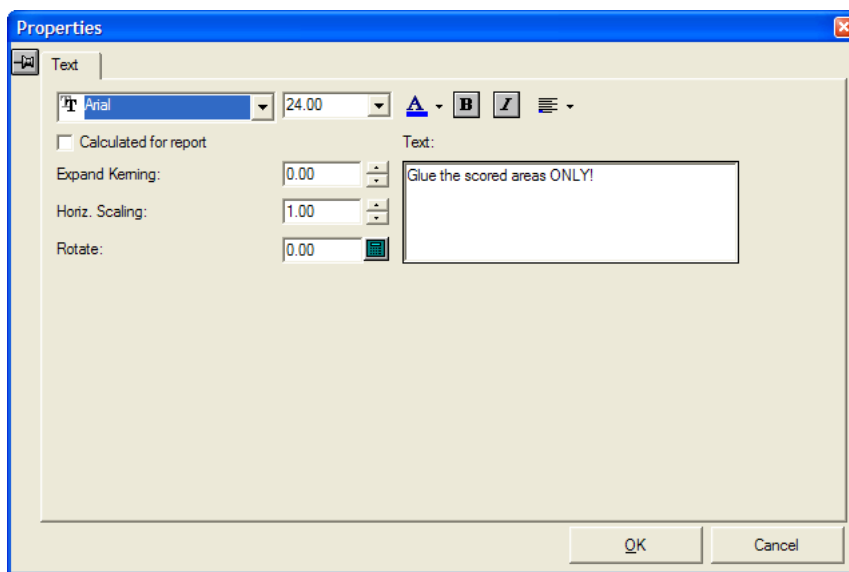 Properties
Text
Arial 24.00 A B I
Calculated for report Text:
Expand Kerning: 0.00 Glue the scored areas ONLY!
Horiz. Scaling: 1.00
Rotate: 0.00
OK Cancel